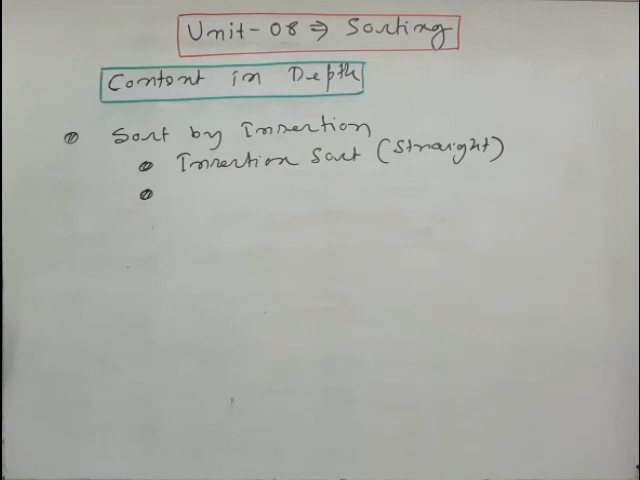 Unit-08 ⇒ Sorting
Content in Depth
Sort by Insertion
Insertion Sort (Straight)